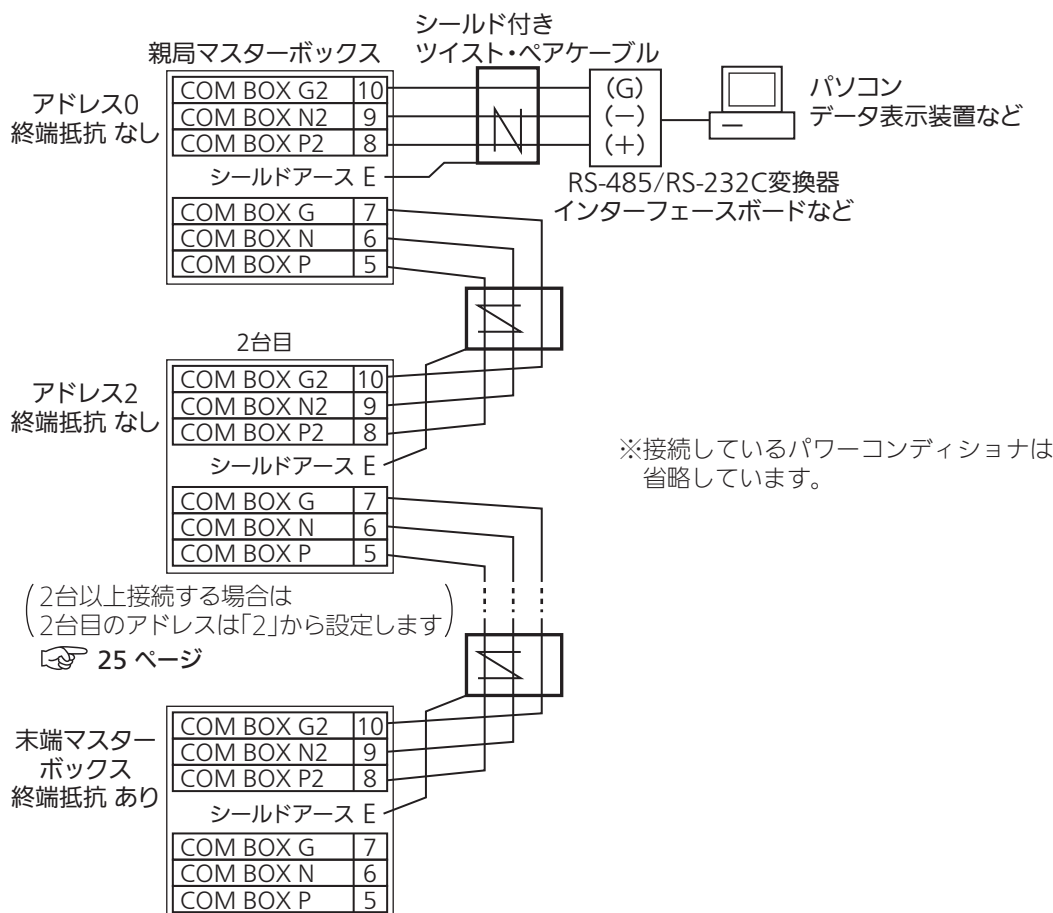 シールド付き
ツイスト・ペアケーブル
親局マスターボックス
アドレス0
終端抵抗 なし
COM BOX G2 10
COM BOX N2 9
COM BOX P2 8
シールドアース E
COM BOX G 7
COM BOX N 6
COM BOX P 5
(G)
(−)
(+)
パソコン
データ表示装置など
RS-485/RS-232C変換器
インターフェースボードなど
2台目
アドレス2
終端抵抗 なし
COM BOX G2 10
COM BOX N2 9
COM BOX P2 8
シールドアース E
COM BOX G 7
COM BOX N 6
COM BOX P 5
※接続しているパワーコンディショナは
省略しています。
(2台以上接続する場合は
2台目のアドレスは「2」から設定します)
☞ 25 ページ
末端マスター
ボックス
終端抵抗 あり
COM BOX G2 10
COM BOX N2 9
COM BOX P2 8
シールドアース E
COM BOX G 7
COM BOX N 6
COM BOX P 5